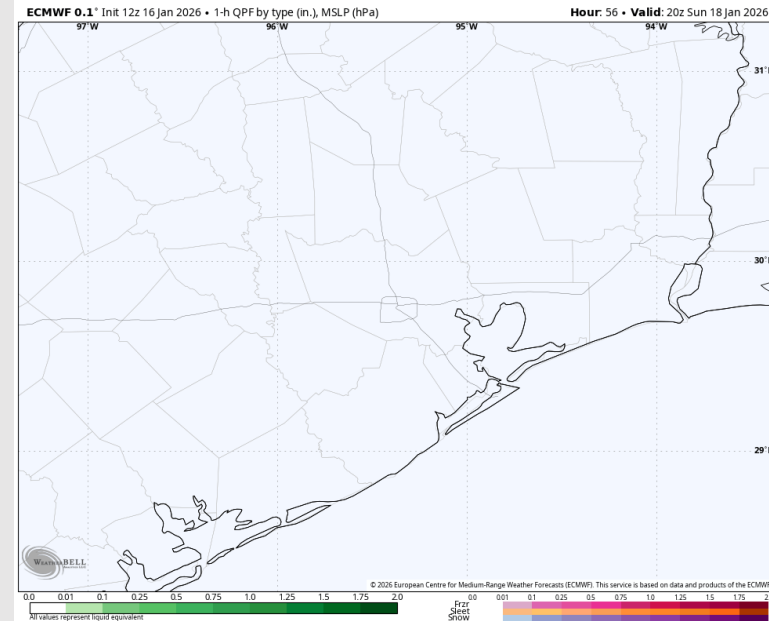 ECMWF 0.1° Init 12z 16 Jan 2026 • 1-h QPF by type (in.), MSLP (hPa)
Hour: 56 • Valid: 20z Sun 18 Jan 2026
97°W 96°W 95°W 94°W
31°
30°
29°
WeatherBELL
© 2026 European Centre for Medium-Range Weather Forecasts (ECMWF). This service is based on data and products of the ECMWF
0.0 0.01 0.1 0.25 0.5 0.75 1.0 1.25 1.5 1.75 2.0
0.0 0.01 0.1 0.25 0.5 0.75 1.0 1.25 1.5 1.75 2.
Frzr
Sleet
Snow
All values represent liquid equivalent